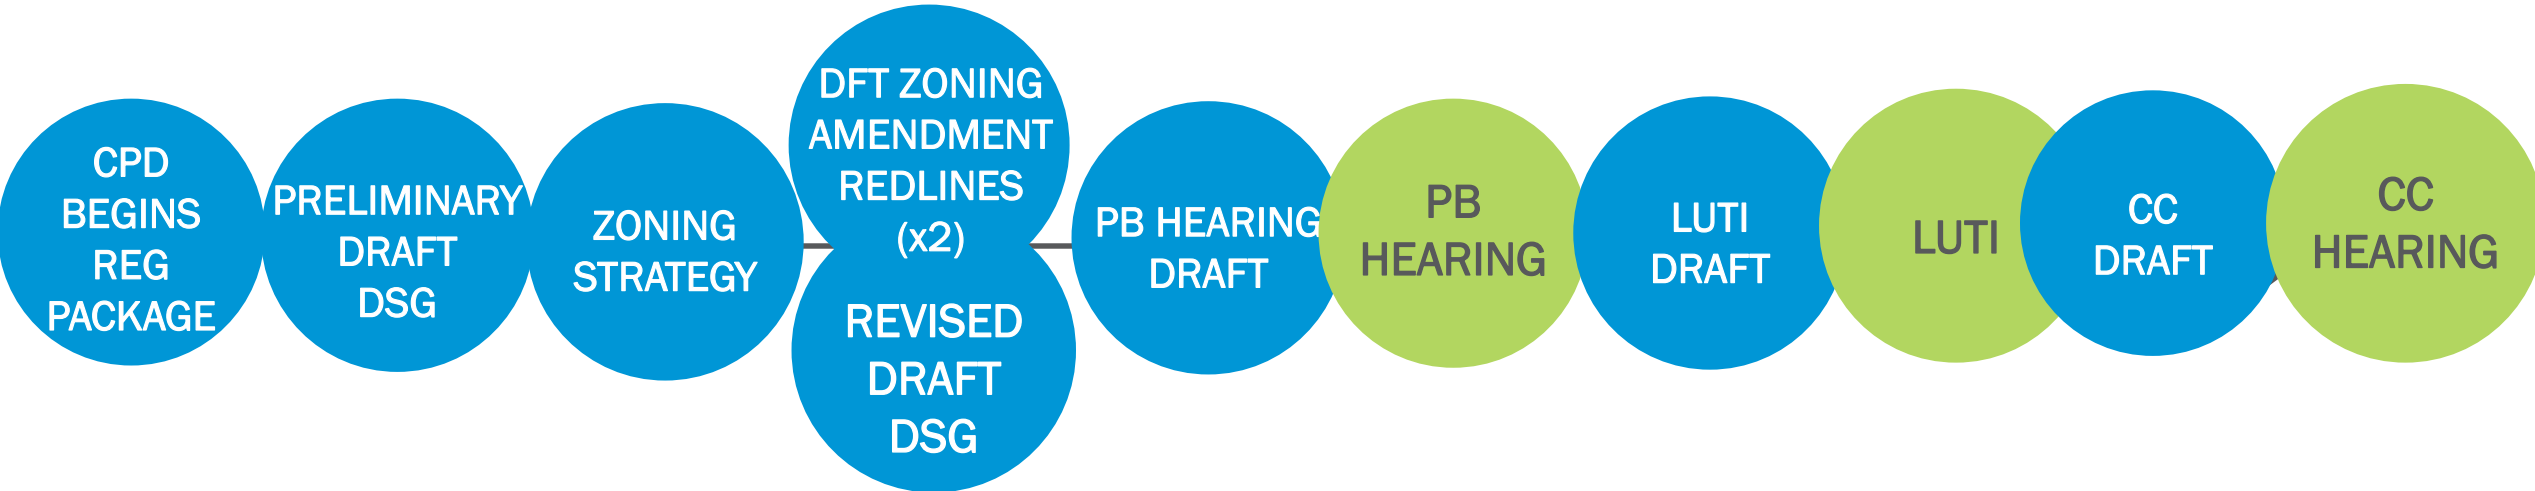 CPD
BEGINS
REG
PACKAGE
PRELIMINARY
DRAFT
DSG
ZONING
STRATEGY
DFT ZONING
AMENDMENT
REDLINES
(x2)
REVISED
DRAFT
DSG
PB HEARING
DRAFT
PB
HEARING
LUTI
DRAFT
LUTI
CC
DRAFT
CC
HEARING